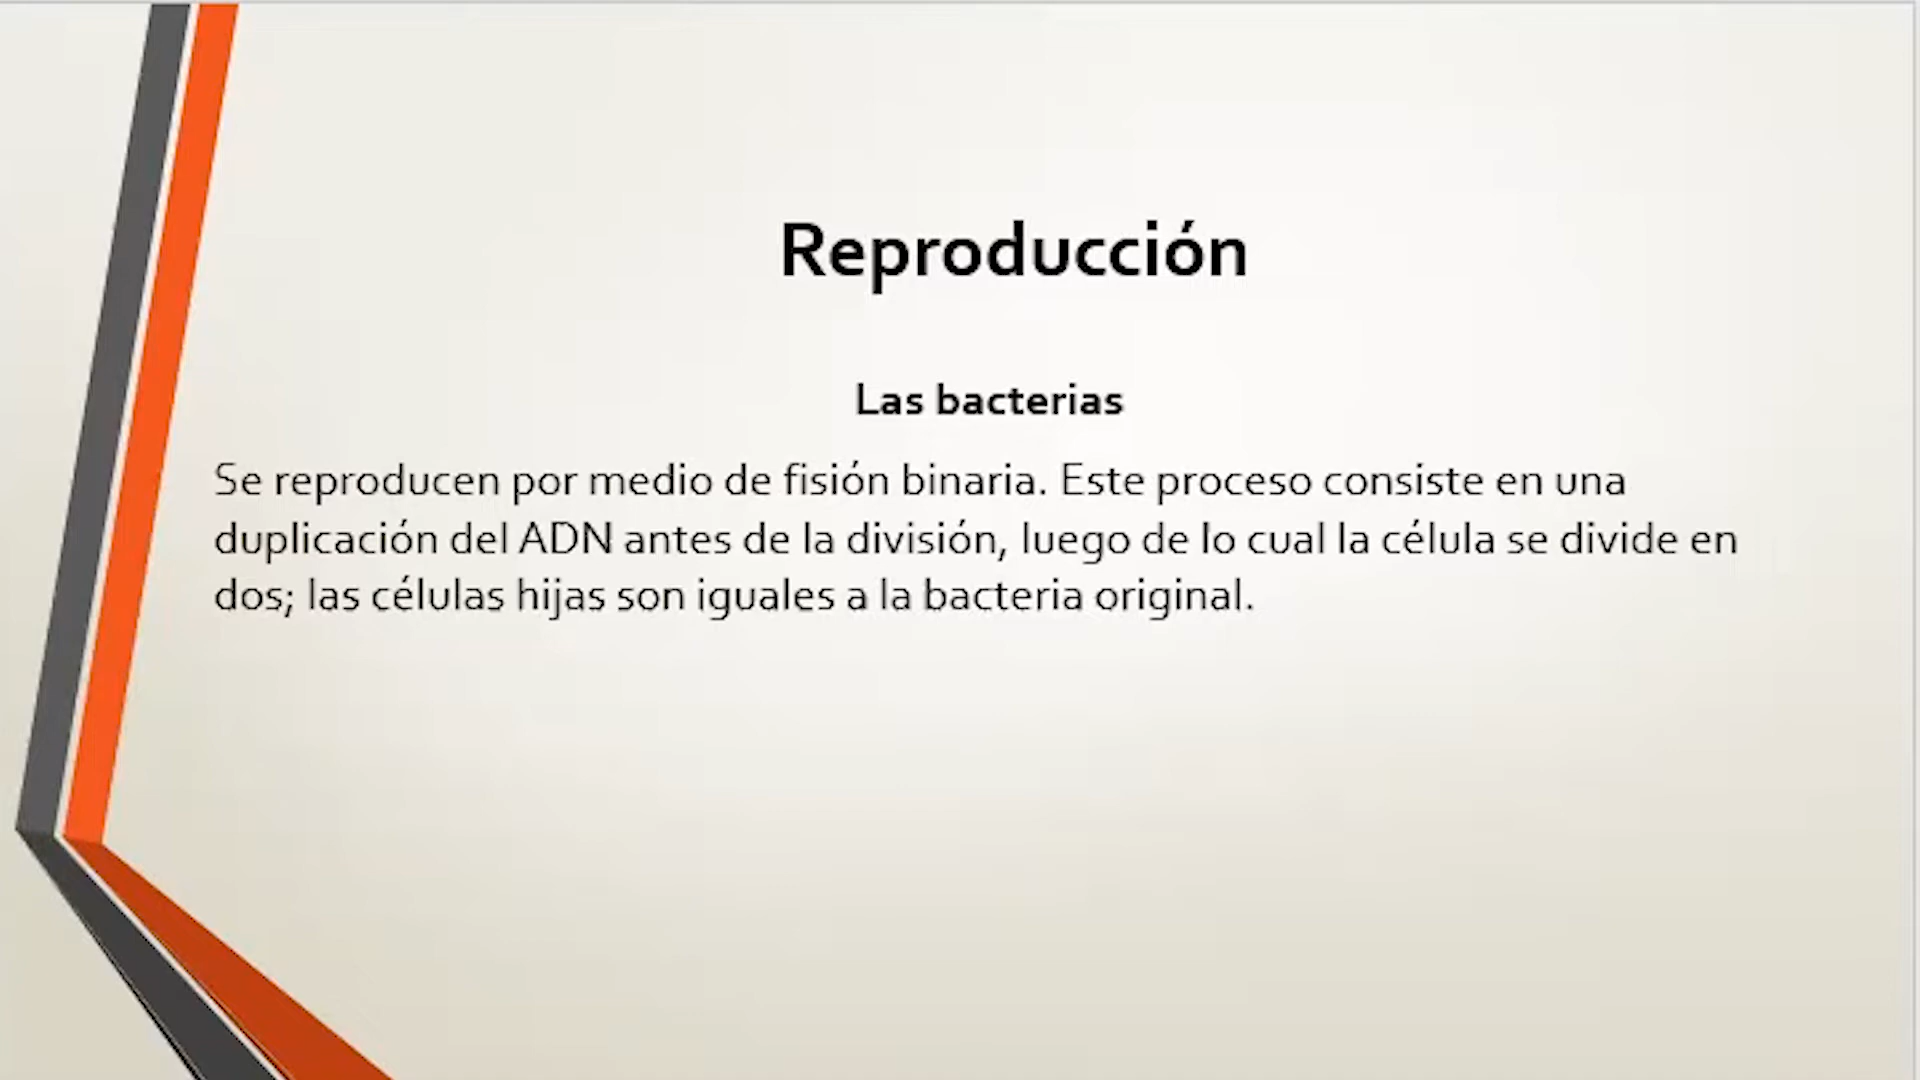 Reproducción
Las bacterias
Se reproducen por medio de fisión binaria. Este proceso consiste en una
duplicación del ADN antes de la división, luego de lo cual la célula se divide en
dos; las células hijas son iguales a la bacteria original.